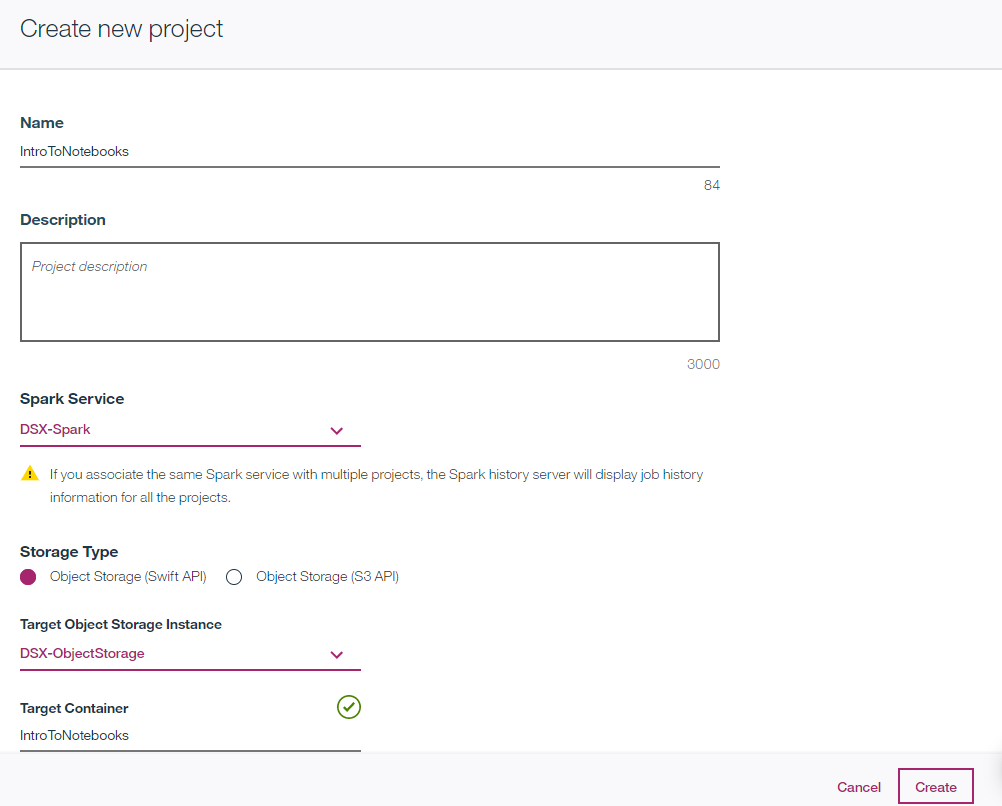 Create new project
Name
IntroToNotebooks
84
Description
Project description
3000
Spark Service
DSX-Spark
If you associate the same Spark service with multiple projects, the Spark history server will display job history
information for all the projects.
Storage Type
Object Storage (Swift API) Object Storage (S3 API)
Target Object Storage Instance
DSX-ObjectStorage
Target Container
IntroToNotebooks
Cancel Create